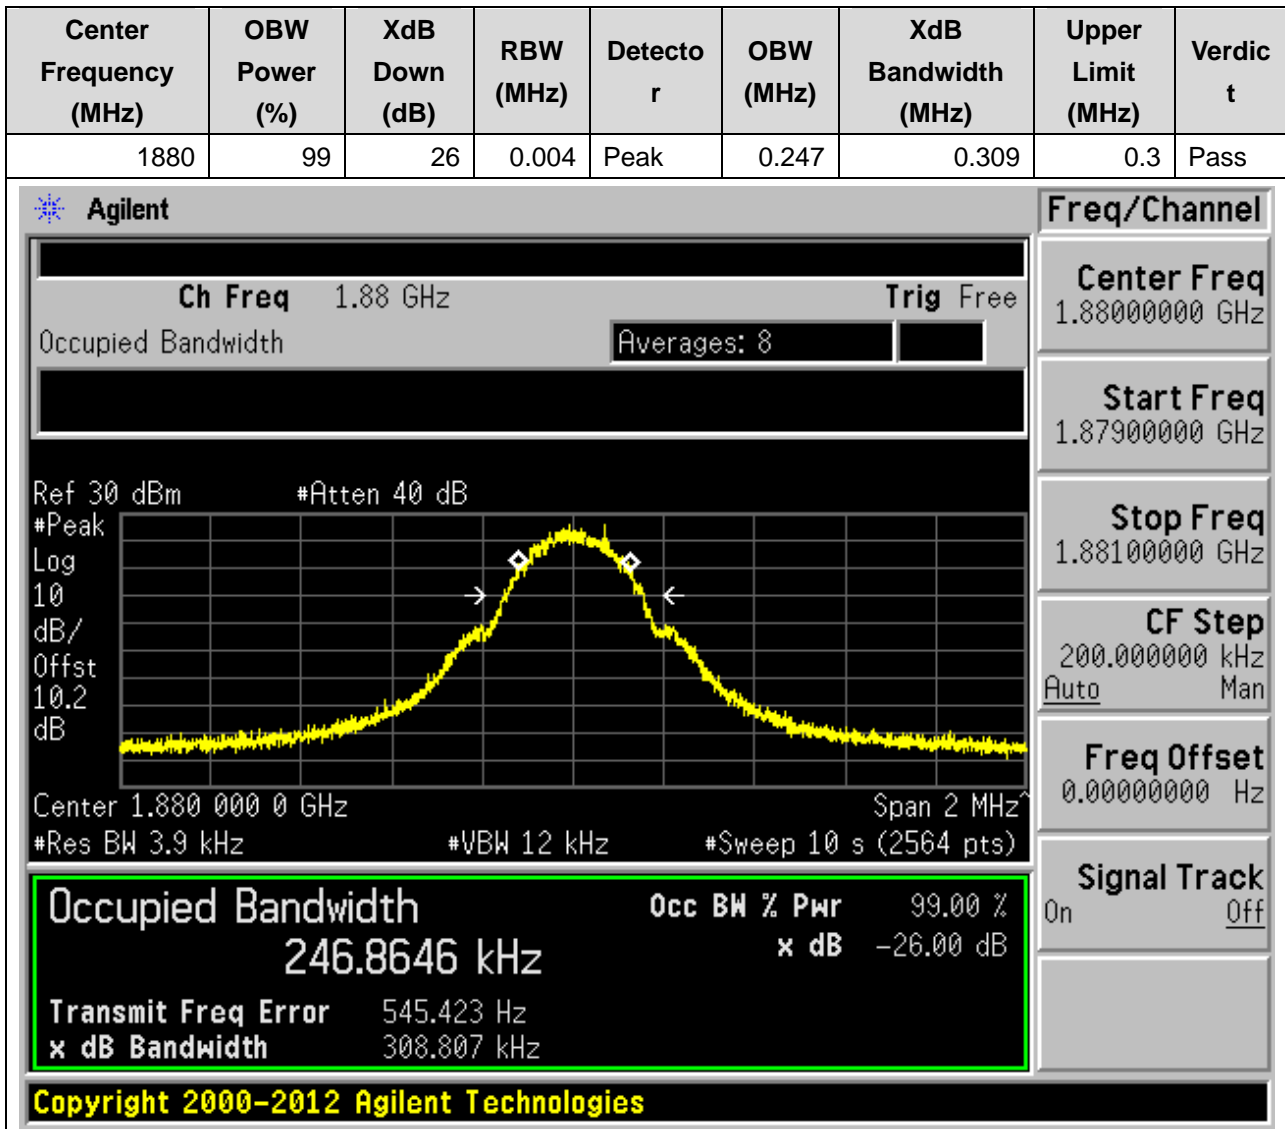 Center Frequency (MHz) OBW Power (%) XdB Down (dB) RBW (MHz) Detecto r OBW (MHz) XdB Bandwidth (MHz) Upper Limit (MHz) Verdic t
1880 99 26 0.004 Peak 0.247 0.309 0.3 Pass
Agilent
Freq/Channel
Ch Freq 1.88 GHz Trig Free
Occupied Bandwidth Averages: 8
Ref 30 dBm #Atten 40 dB
#Peak
Log
10
dB/
Offst
10.2
dB
Center 1.880 000 0 GHz Span 2 MHz^
#Res BW 3.9 kHz #VBW 12 kHz #Sweep 10 s (2564 pts)
Occupied Bandwidth Occ BW % Pwr 99.00 %
246.8646 kHz x dB -26.00 dB
Transmit Freq Error 545.423 Hz
x dB Bandwidth 308.807 kHz
Center Freq
1.88000000 GHz
Start Freq
1.87900000 GHz
Stop Freq
1.88100000 GHz
CF Step
200.000000 kHz
Auto Man
Freq Offset
0.00000000 Hz
Signal Track
On Off
Copyright 2000-2012 Agilent Technologies